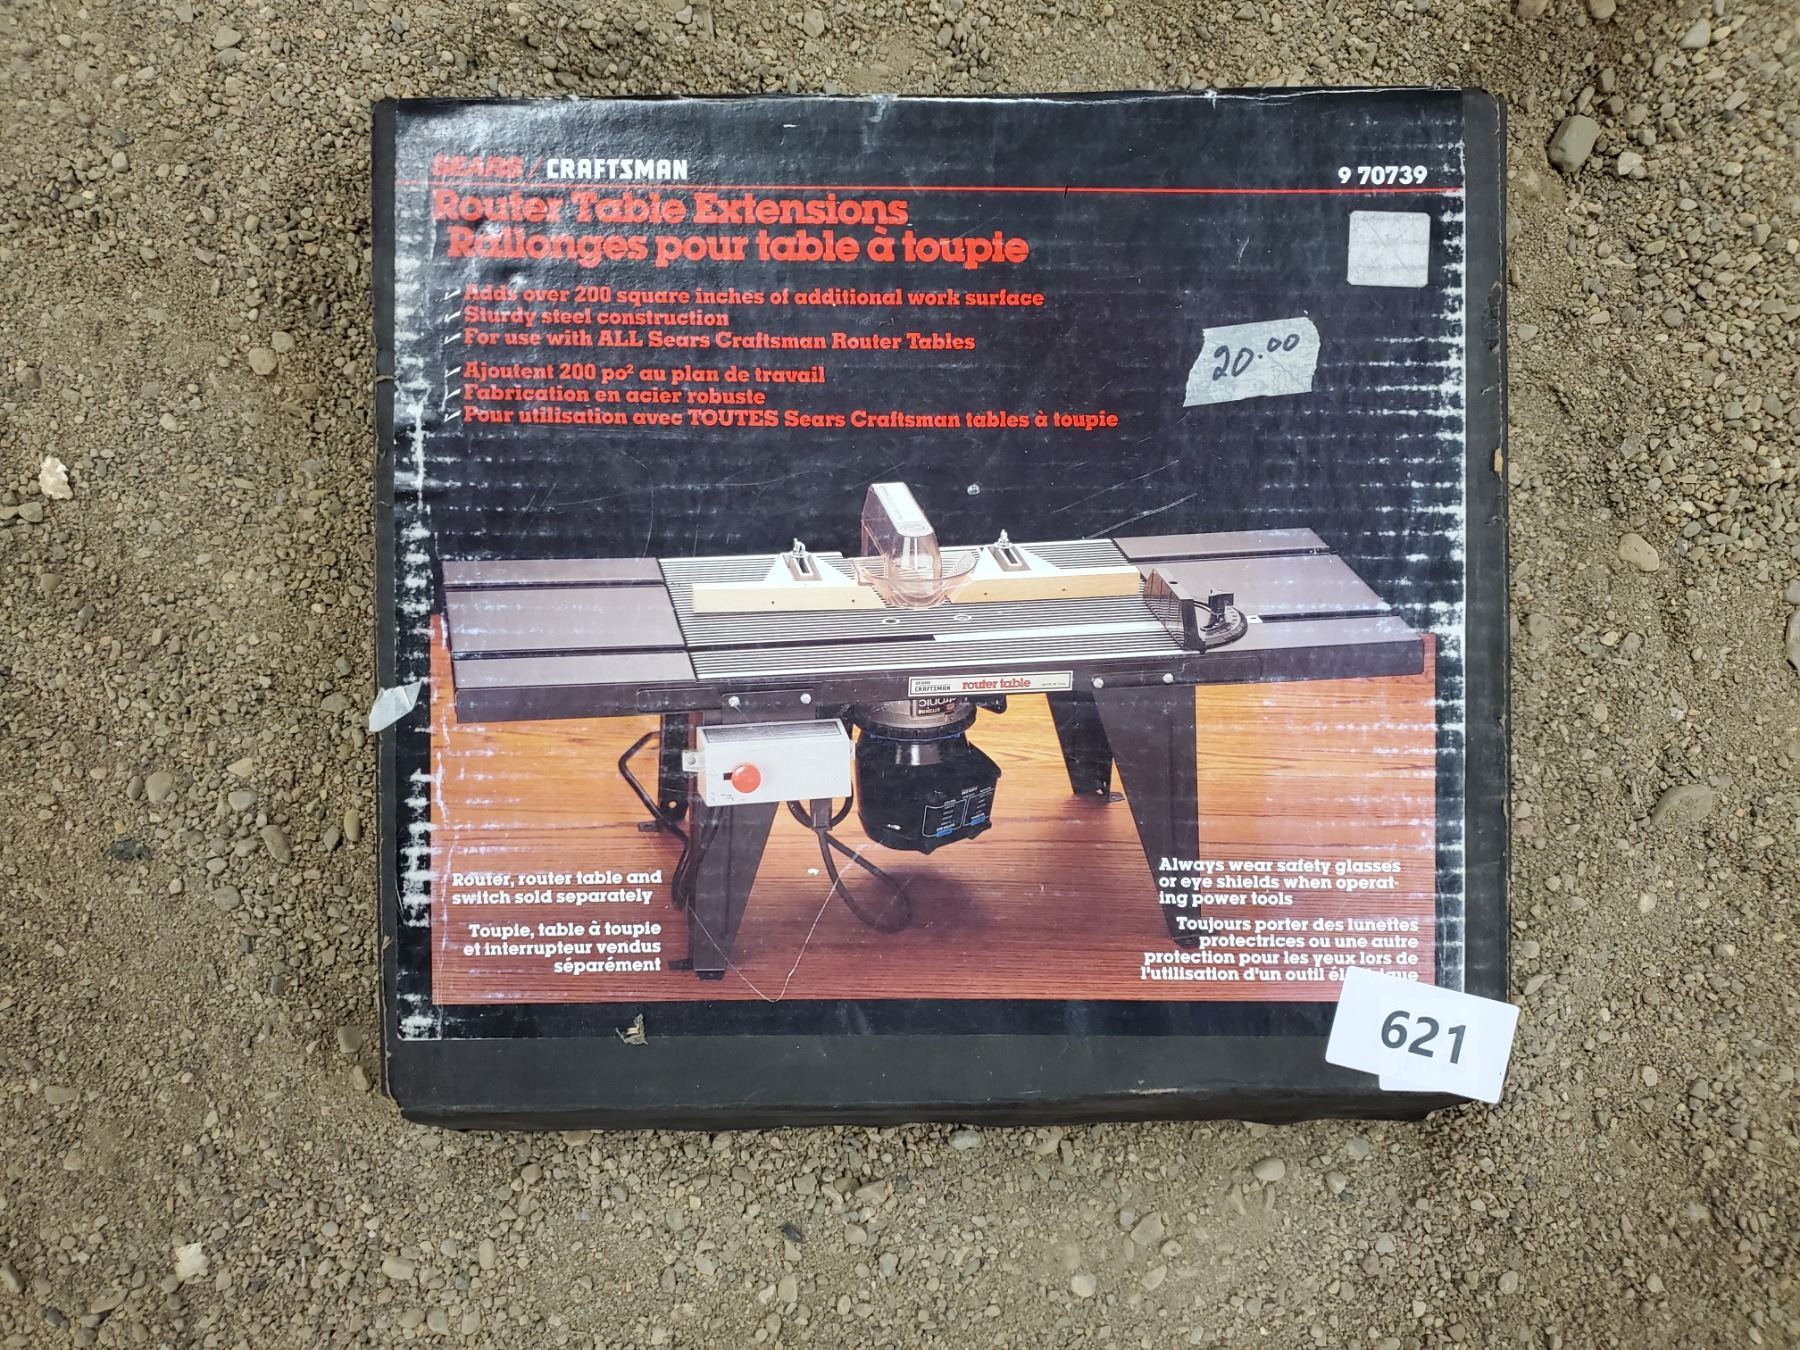 SEARS / CRAFTSMAN
9 70739
Router Table Extensions
Rallonges pour table à toupie
Adds over 200 square inches of additional work surface
Sturdy steel construction
For use with ALL Sears Craftsman Router Tables
Ajoutent 200 po² au plan de travail
Fabrication en acier robuste
Pour utilisation avec TOUTES Sears Craftsman tables à toupie
20.00
SEARS
CRAFTSMAN
router table
Router, router table and
switch sold separately
Toupie, table à toupie
et interrupteur vendus
séparément
Always wear safety glasses
or eye shields when operat-
ing power tools
Toujours porter des lunettes
protectrices ou une autre
protection pour les yeux lors de
l'utilisation d'un outil
621